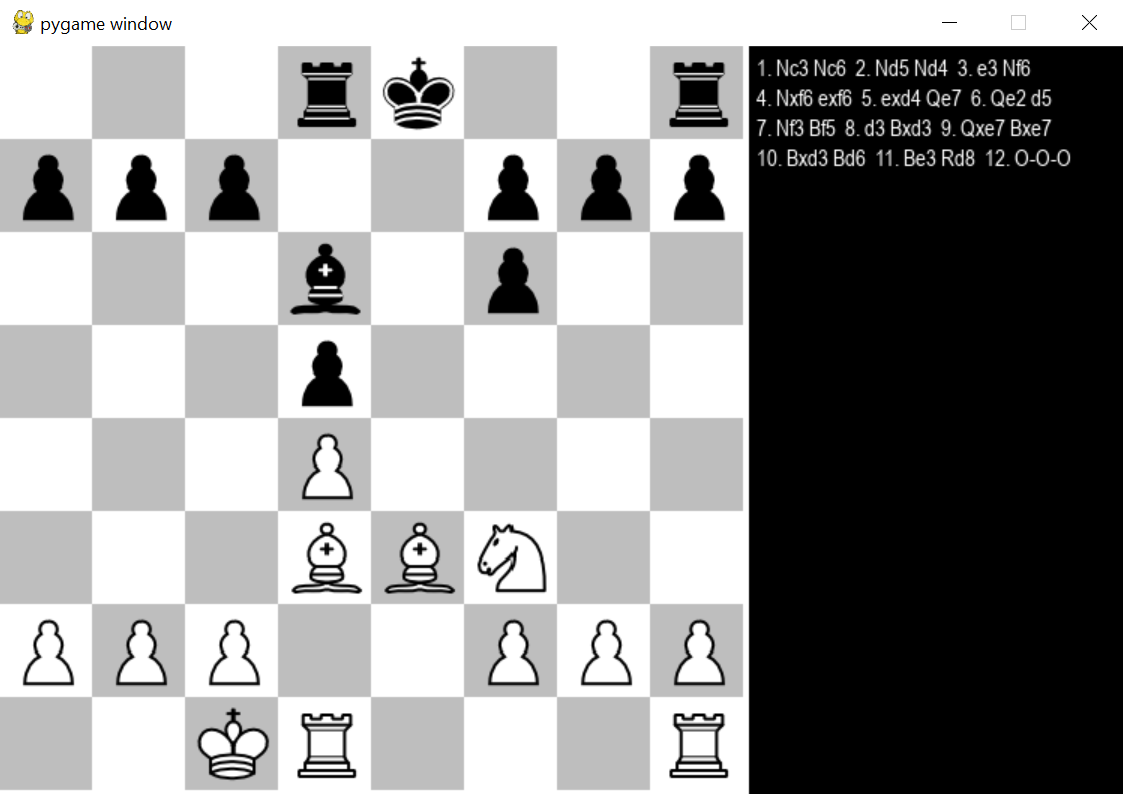 pygame window
1. Nc3 Nc6 2. Nd5 Nd4 3. e3 Nf6
4. Nxf6 exf6 5. exd4 Qe7 6. Qe2 d5
7. Nf3 Bf5 8. d3 Bxd3 9. Qxe7 Bxe7
10. Bxd3 Bd6 11. Be3 Rd8 12. O-O-O